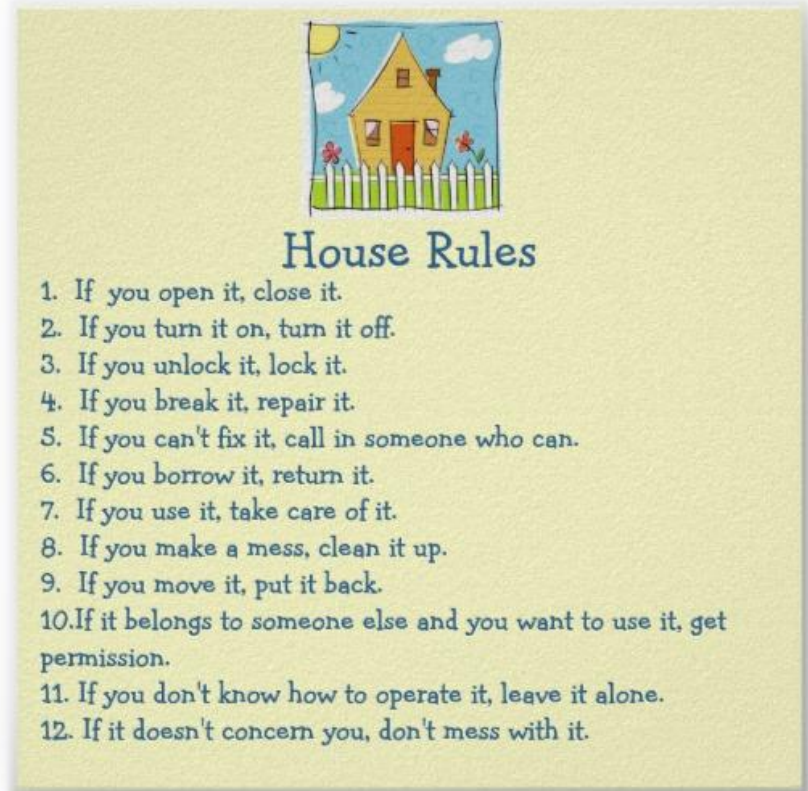 House Rules
1. If you open it, close it.
2. If you turn it on, turn it off.
3. If you unlock it, lock it.
4. If you break it, repair it.
5. If you can't fix it, call in someone who can.
6. If you borrow it, return it.
7. If you use it, take care of it.
8. If you make a mess, clean it up.
9. If you move it, put it back.
10.If it belongs to someone else and you want to use it, get
permission.
11. If you don't know how to operate it, leave it alone.
12. If it doesn't concern you, don't mess with it.